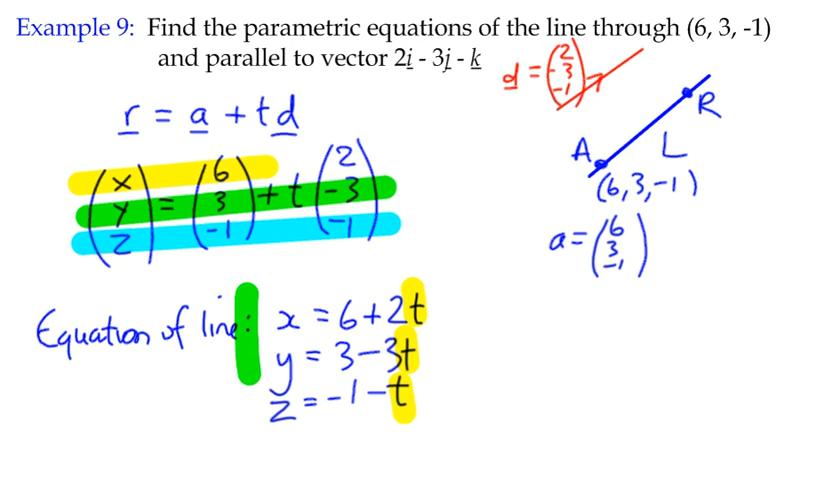 Example 9: Find the parametric equations of the line through (6, 3, -1)
and parallel to vector 2i - 3j - k
d = (2
-3
-1)
r = a + td
(x
y
z) = (6
3
-1) + t (2
-3
-1)
R
A
L
(6,3,-1)
a = (6
3
-1)
Equation of line: x = 6+2t
y = 3-3t
z = -1-t